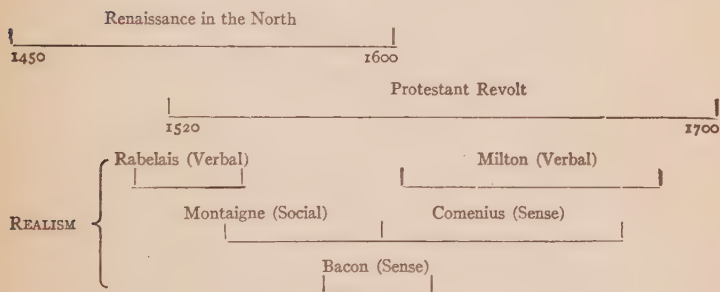 Renaissance in the North
1450 1600
Protestant Revolt
1520 1700
Rabelais (Verbal) Milton (Verbal)
Montaigne (Social) Comenius (Sense)
REALISM
Bacon (Sense)